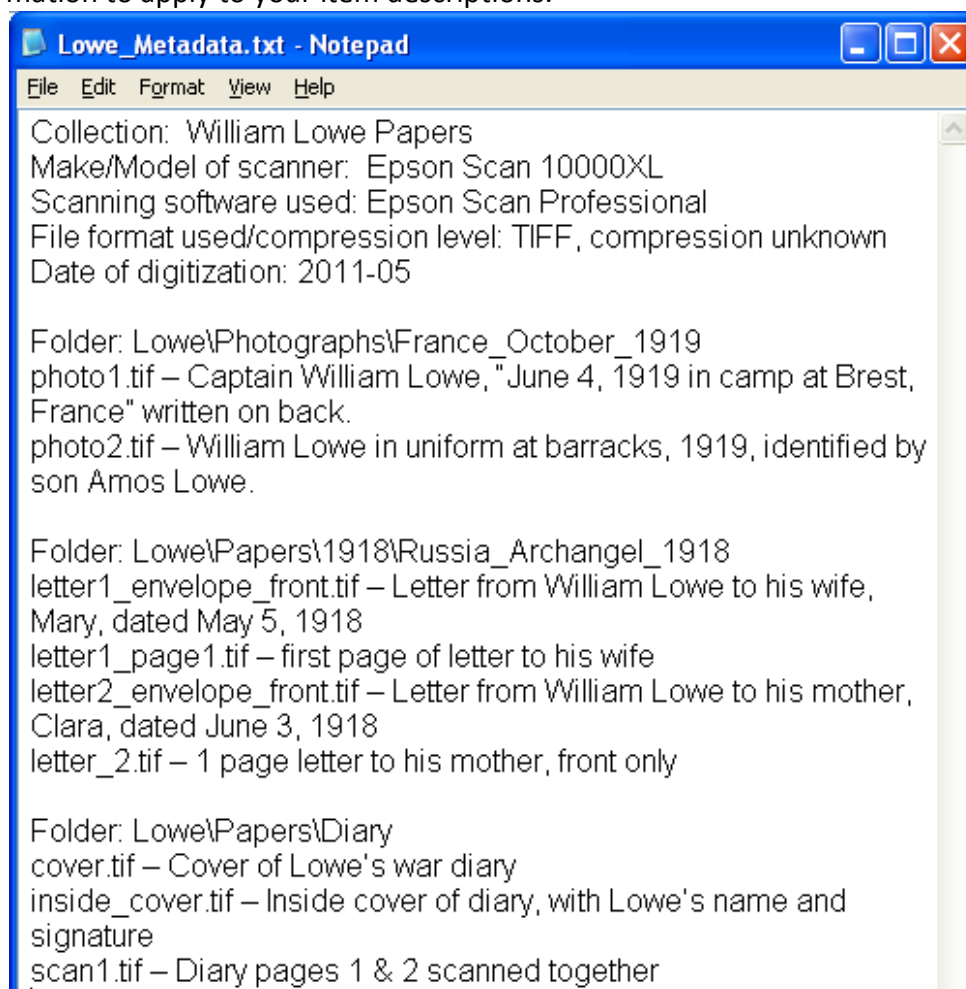 mation to apply to your item descriptions.
Lowe_Metadata.txt - Notepad
File Edit Format View Help
Collection:  William Lowe Papers
Make/Model of scanner:  Epson Scan 10000XL
Scanning software used: Epson Scan Professional
File format used/compression level: TIFF, compression unknown
Date of digitization: 2011-05
Folder: Lowe\Photographs\France_October_1919
photo1.tif – Captain William Lowe, "June 4, 1919 in camp at Brest,
France" written on back.
photo2.tif – William Lowe in uniform at barracks, 1919, identified by
son Amos Lowe.
Folder: Lowe\Papers\1918\Russia_Archangel_1918
letter1_envelope_front.tif – Letter from William Lowe to his wife,
Mary, dated May 5, 1918
letter1_page1.tif – first page of letter to his wife
letter2_envelope_front.tif – Letter from William Lowe to his mother,
Clara, dated June 3, 1918
letter_2.tif – 1 page letter to his mother, front only
Folder: Lowe\Papers\Diary
cover.tif – Cover of Lowe's war diary
inside_cover.tif – Inside cover of diary, with Lowe's name and
signature
scan1.tif – Diary pages 1 & 2 scanned together